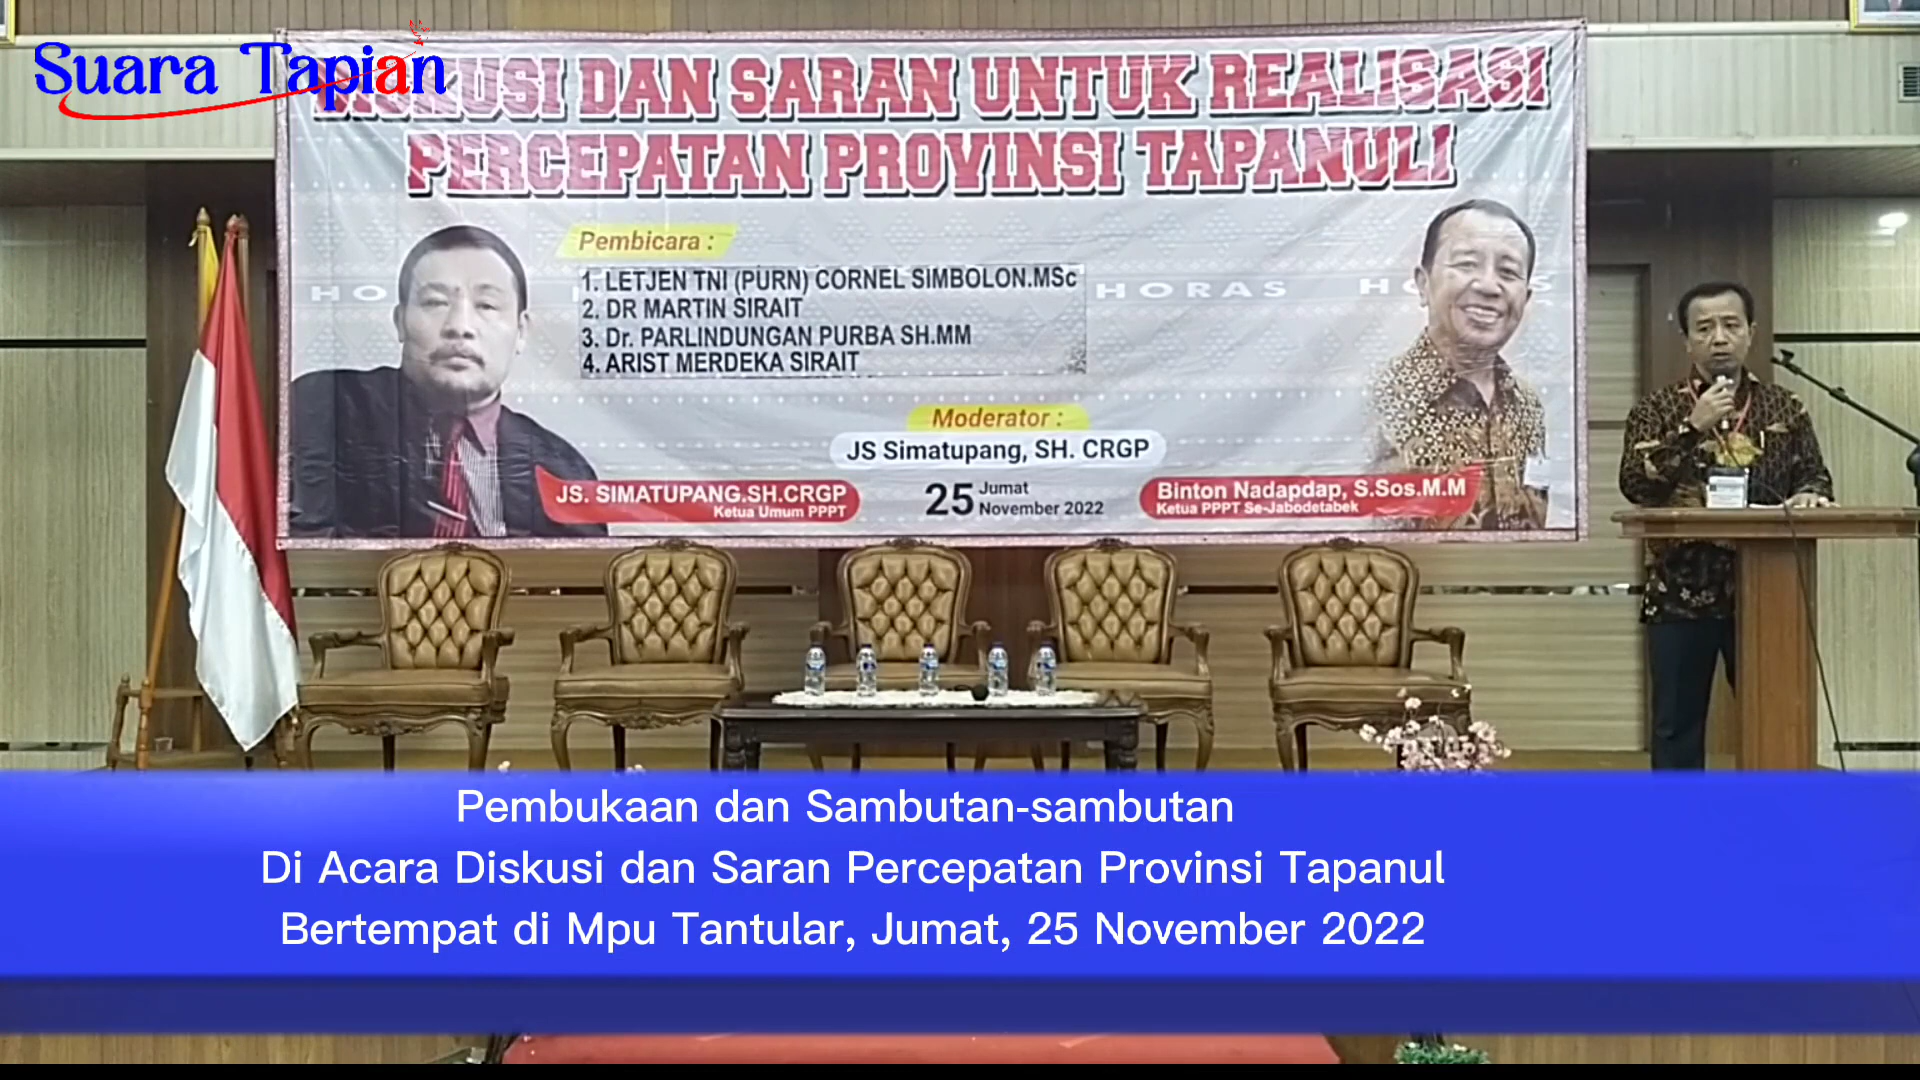 Suara Tapian
DISKUSI DAN SARAN UNTUK REALISASI
PERCEPATAN PROVINSI TAPANULI
Pembicara :
1. LETJEN TNI (PURN) CORNEL SIMBOLON.MSc
2. DR MARTIN SIRAIT
3. Dr. PARLINDUNGAN PURBA SH.MM
4. ARIST MERDEKA SIRAIT
HORAS
Moderator :
JS Simatupang, SH. CRGP
JS. SIMATUPANG.SH.CRGP
Ketua Umum PPPT
25 Jumat
November 2022
Binton Nadapdap, S.Sos.M.M
Ketua PPPT Se-Jabodetabek
Pembukaan dan Sambutan-sambutan
Di Acara Diskusi dan Saran Percepatan Provinsi Tapanul
Bertempat di Mpu Tantular, Jumat, 25 November 2022